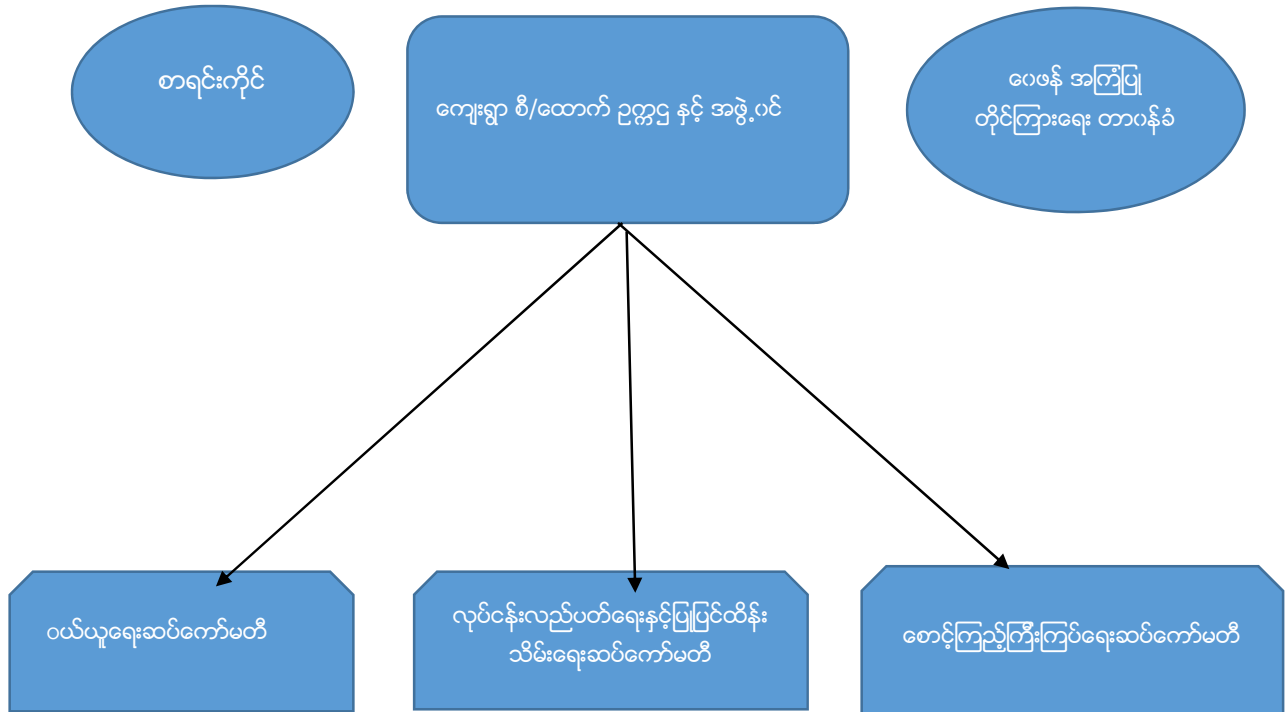 စာရင်းကိုင်
ကျေးရွာ စီ/ထောက် ဥက္ကဌ နှင့် အဖွဲ့ဝင်
ဝေဖန် အကြံပြု
တိုင်ကြားရေး တာဝန်ခံ
ဝယ်ယူရေးဆပ်ကော်မတီ
လုပ်ငန်းလည်ပတ်ရေးနှင့်ပြုပြင်ထိန်း
သိမ်းရေးဆပ်ကော်မတီ
စောင့်ကြည့်ကြီးကြပ်ရေးဆပ်ကော်မတီ